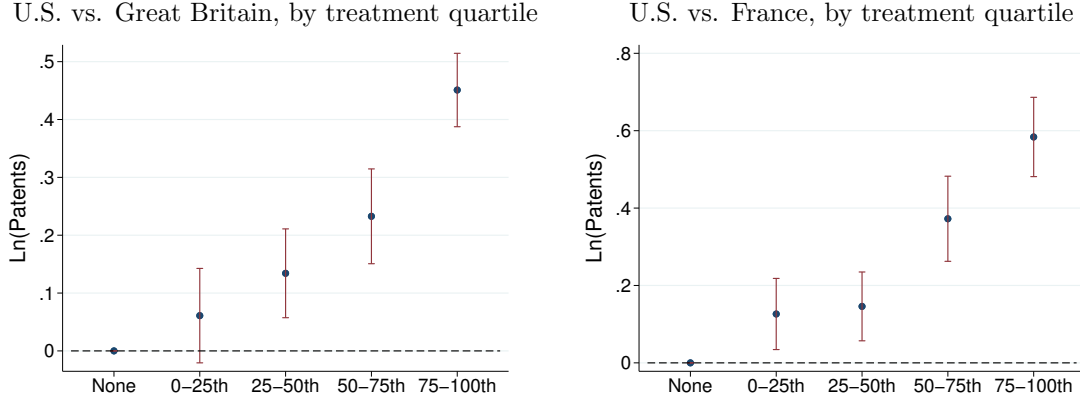 U.S. vs. Great Britain, by treatment quartile
Ln(Patents)
.5
.4
.3
.2
.1
0
None 0–25th 25–50th 50–75th 75–100th
U.S. vs. France, by treatment quartile
Ln(Patents)
.8
.6
.4
.2
0
None 0–25th 25–50th 50–75th 75–100th